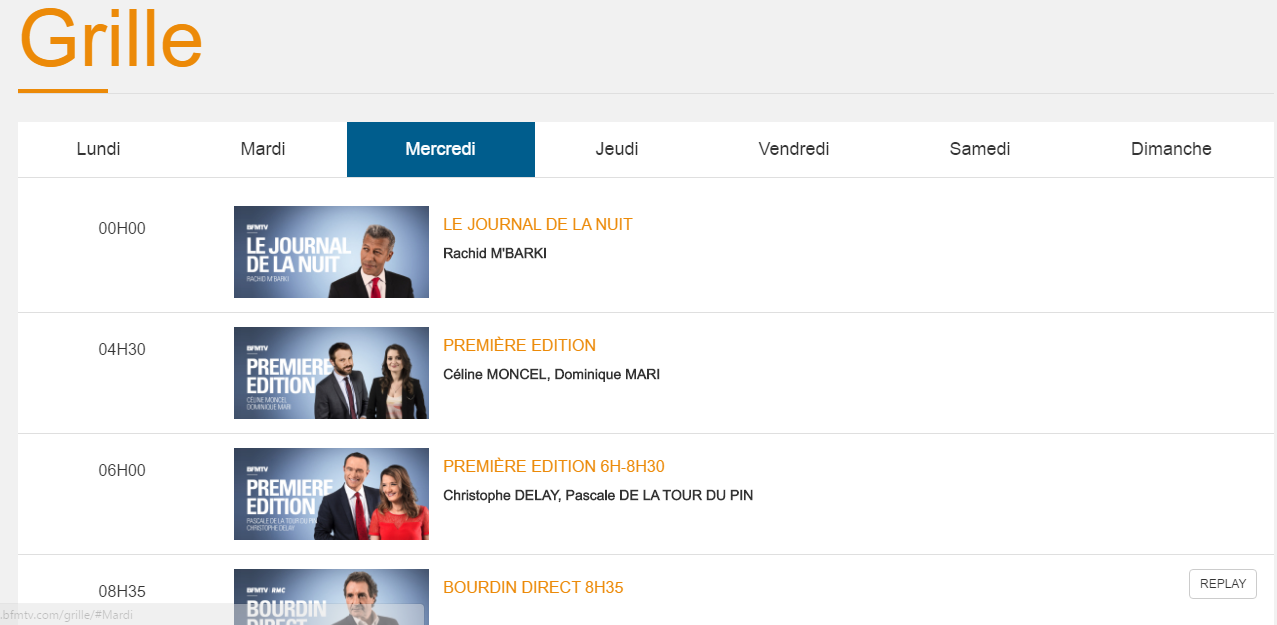 Grille
Lundi Mardi Mercredi Jeudi Vendredi Samedi Dimanche
00H00
BFMTV
LE JOURNAL
DE LA NUIT
RACHID M'BARKI
LE JOURNAL DE LA NUIT
Rachid M'BARKI
04H30
BFMTV
PREMIERE
EDITION
CÉLINE MONCEL
DOMINIQUE MARI
PREMIÈRE EDITION
Céline MONCEL, Dominique MARI
06H00
BFMTV
PREMIERE
EDITION
PASCALE DE LA TOUR DU PIN
CHRISTOPHE DELAY
PREMIÈRE EDITION 6H-8H30
Christophe DELAY, Pascale DE LA TOUR DU PIN
08H35
BFMTV RMC
BOURDIN
DIRECT
BOURDIN DIRECT 8H35
REPLAY
.bfmtv.com/grille/#Mardi